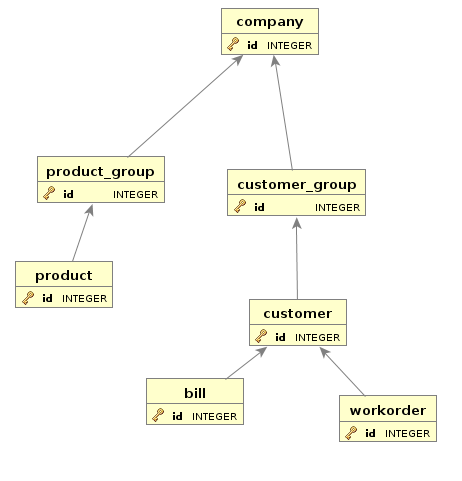 company
id INTEGER
product_group
id INTEGER
customer_group
id INTEGER
product
id INTEGER
customer
id INTEGER
bill
id INTEGER
workorder
id INTEGER